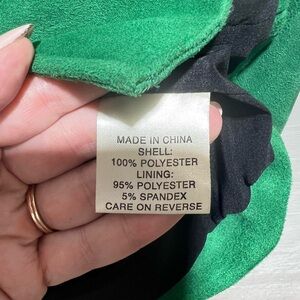 MADE IN CHINA
SHELL:
100% POLYESTER
LINING:
95% POLYESTER
5% SPANDEX
CARE ON REVERSE